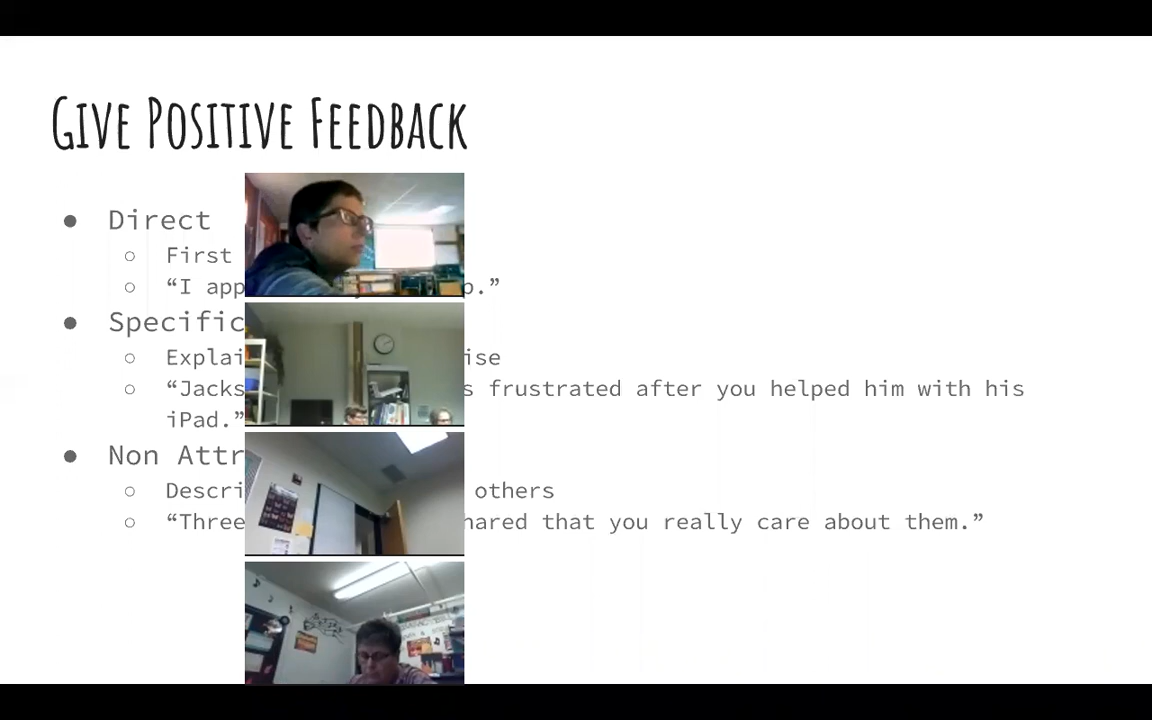 Give Positive Feedback
● Direct
○ First
○ “I app p.”
● Specific
○ Explai ise
○ “Jacks s frustrated after you helped him with his
iPad.”
● Non Attr
○ Descri others
○ “Three hared that you really care about them.”